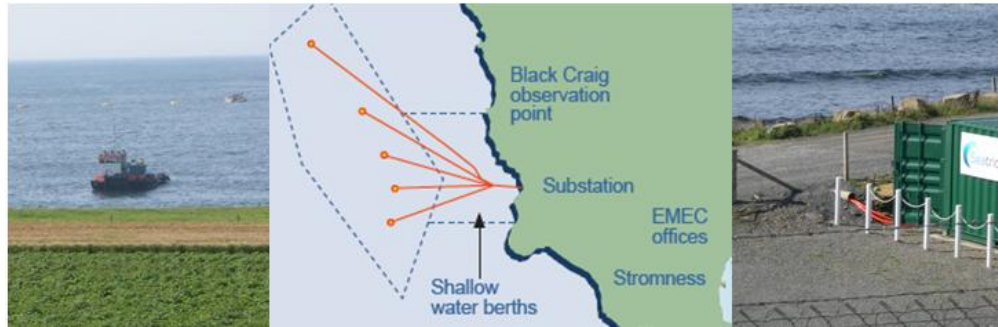 Black Craig
observation
point
Substation
EMEC
offices
Stromness
Shallow
water berths